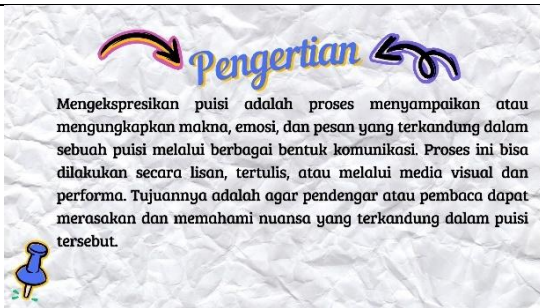 Pengertian
Mengekspresikan puisi adalah proses menyampaikan atau
mengungkapkan makna, emosi, dan pesan yang terkandung dalam
sebuah puisi melalui berbagai bentuk komunikasi. Proses ini bisa
dilakukan secara lisan, tertulis, atau melalui media visual dan
performa. Tujuannya adalah agar pendengar atau pembaca dapat
merasakan dan memahami nuansa yang terkandung dalam puisi
tersebut.